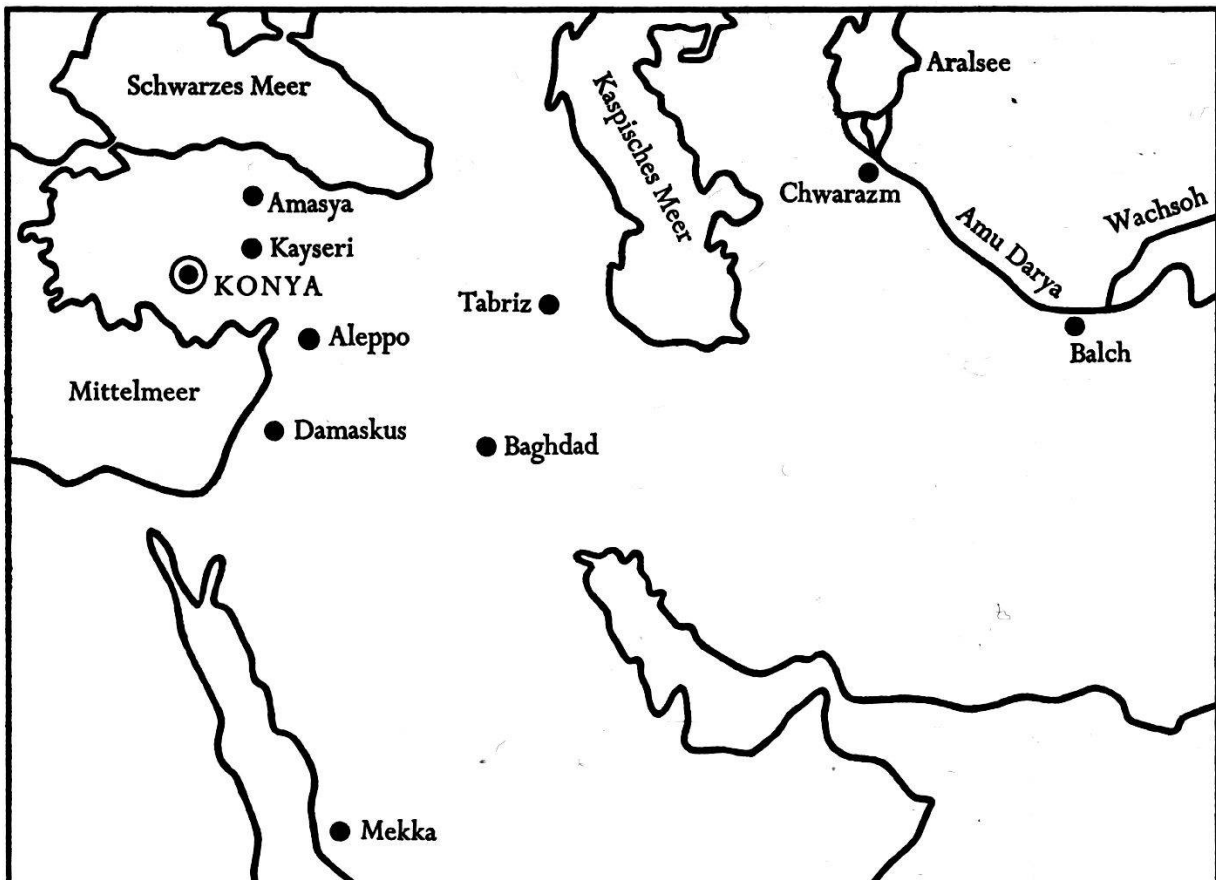 Schwarzes Meer
Kaspisches Meer
Aralsee
Amasya
Chwarazm
Kayseri
Amu Darya
Wachsoh
KONYA
Tabriz
Aleppo
Balch
Mittelmeer
Damaskus
Baghdad
Mekka